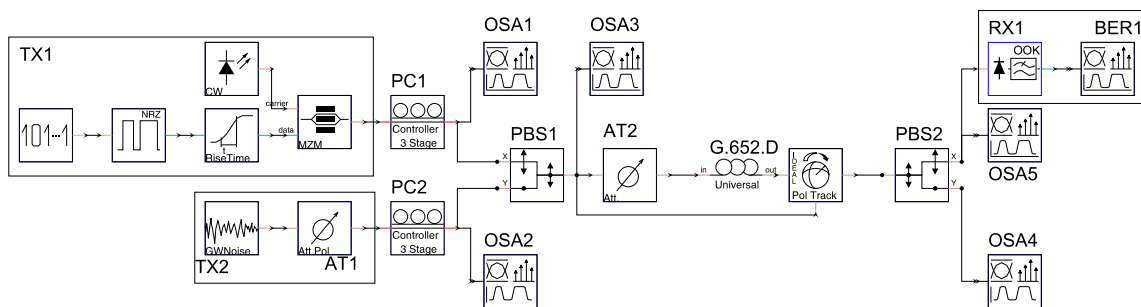 OSA1
OSA3
RX1
BER1
TX1
OOK
PC1
CW
carrier
NRZ
101...1
data
Controller
3 Stage
MZM
t
RiseTime
PBS1
AT2
G.652.D
PBS2
X
Y
Att.
in
out
Universal
IDEAL
Pol Track
X
Y
OSA5
PC2
Controller
3 Stage
GWNoise
Att Pol
TX2
AT1
OSA2
OSA4